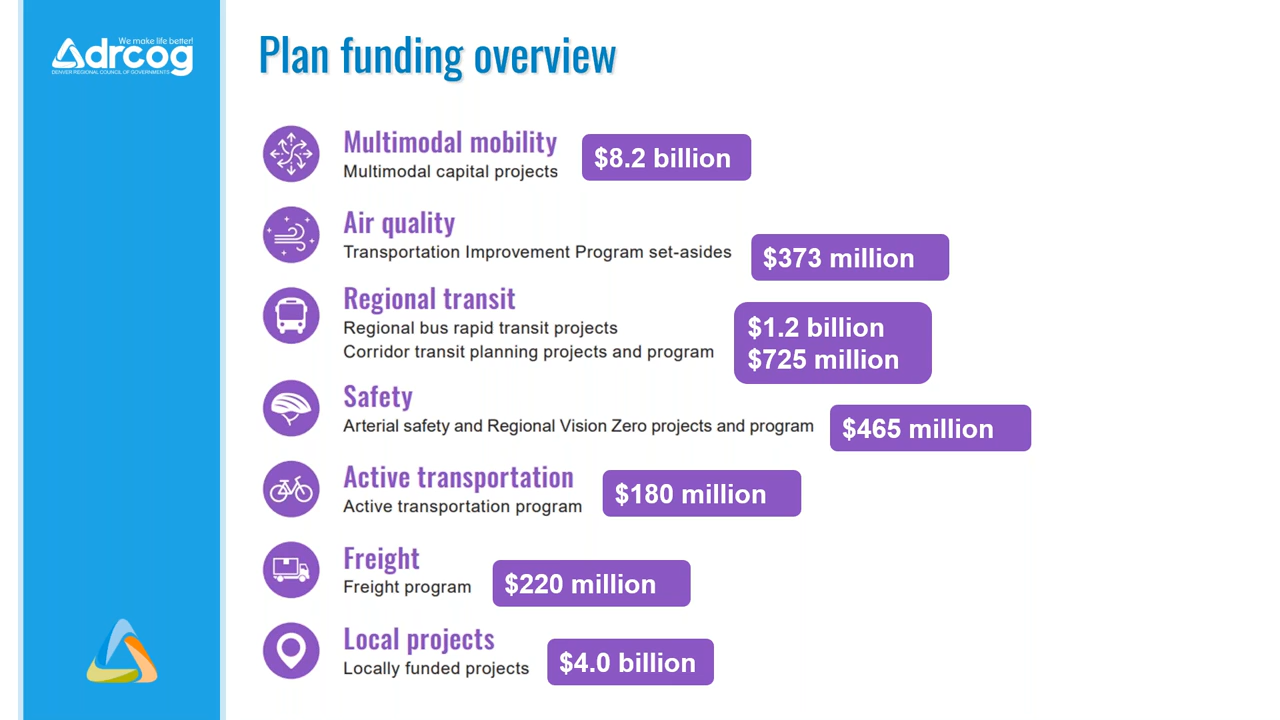 We make life better!
drcog
DENVER REGIONAL COUNCIL OF GOVERNMENTS
Plan funding overview
Multimodal mobility
Multimodal capital projects
$8.2 billion
Air quality
Transportation Improvement Program set-asides
$373 million
Regional transit
Regional bus rapid transit projects
Corridor transit planning projects and program
$1.2 billion
$725 million
Safety
Arterial safety and Regional Vision Zero projects and program
$465 million
Active transportation
Active transportation program
$180 million
Freight
Freight program
$220 million
Local projects
Locally funded projects
$4.0 billion